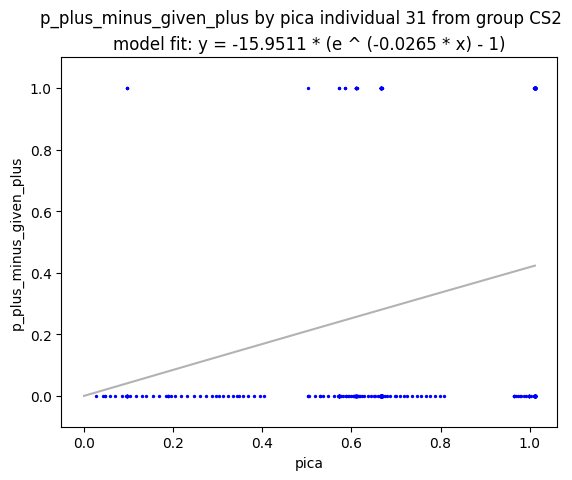 p_plus_minus_given_plus by pica individual 31 from group CS2
model fit: y = -15.9511 * (e ^ (-0.0265 * x) - 1)
1.0
0.8
0.6
0.4
0.2
0.0
p_plus_minus_given_plus
0.0 0.2 0.4 0.6 0.8 1.0
pica